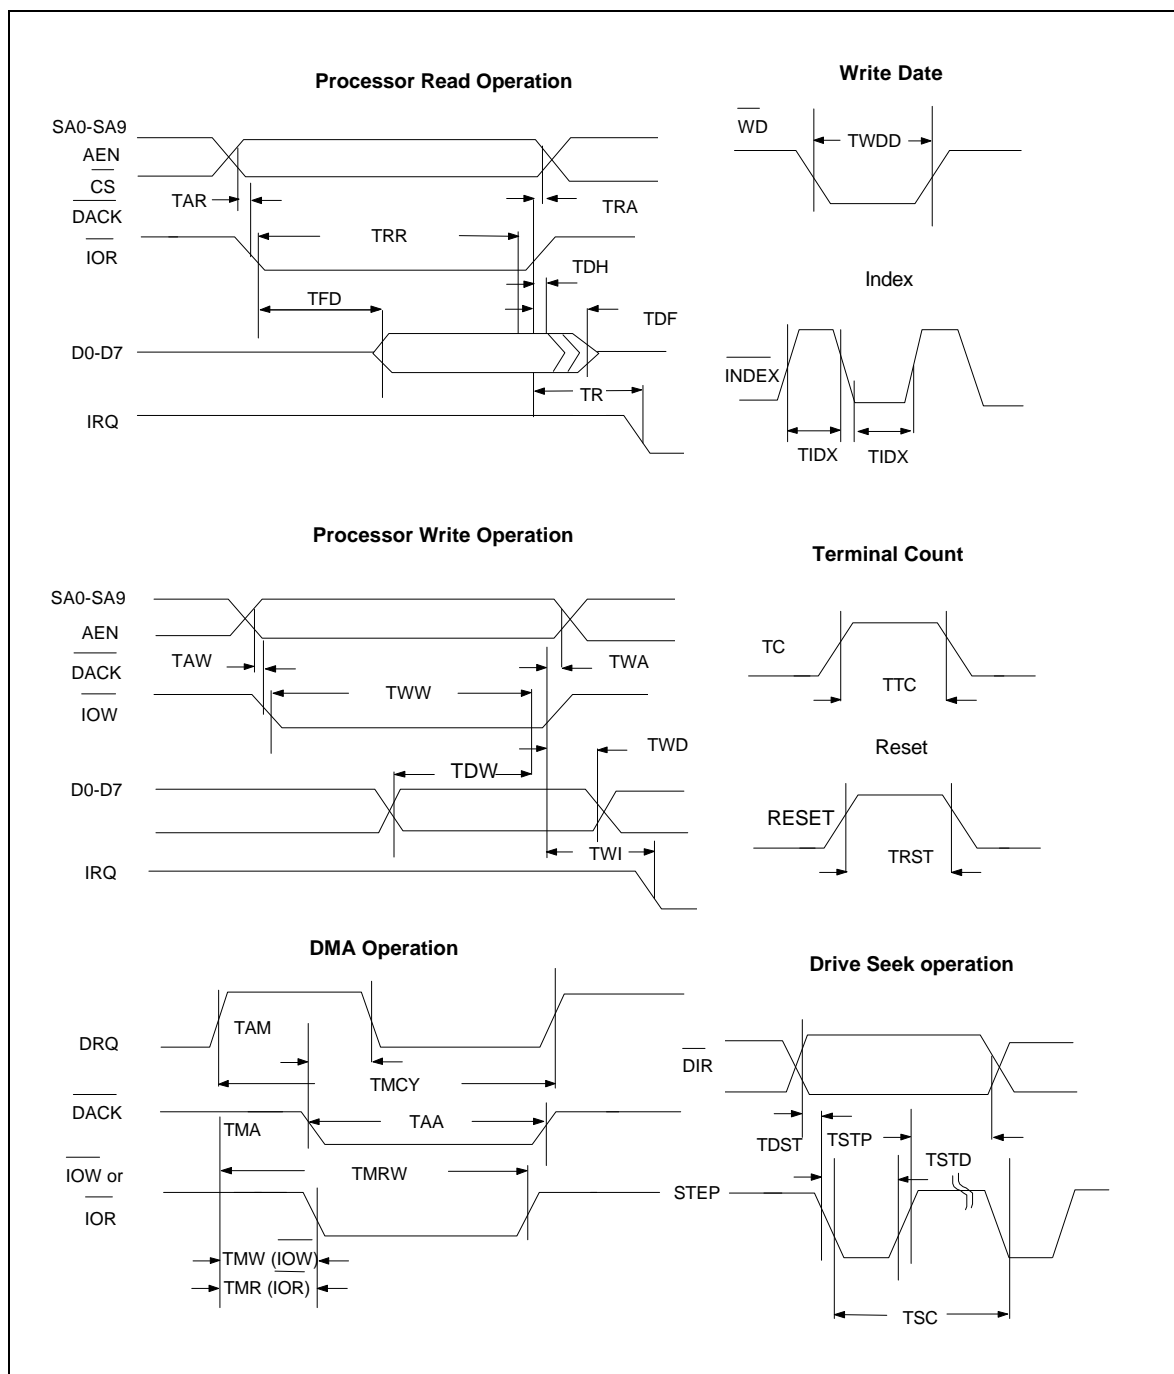 Processor Read Operation
SA0-SA9
AEN
CS
DACK
IOR
TAR
TRA
TRR
TDH
TFD
TDF
D0-D7
TR
IRQ
Write Date
WD
TWDD
Index
INDEX
TIDX
TIDX
Processor Write Operation
SA0-SA9
AEN
DACK
IOW
TAW
TWA
TWW
TWD
TDW
D0-D7
TWI
IRQ
Terminal Count
TC
TTC
Reset
RESET
TRST
DMA Operation
DRQ
TAM
TMCY
DACK
TMA
TAA
IOW or
IOR
TMRW
TMW (IOW)
TMR (IOR)
Drive Seek operation
DIR
TDST
TSTP
TSTD
STEP
TSC